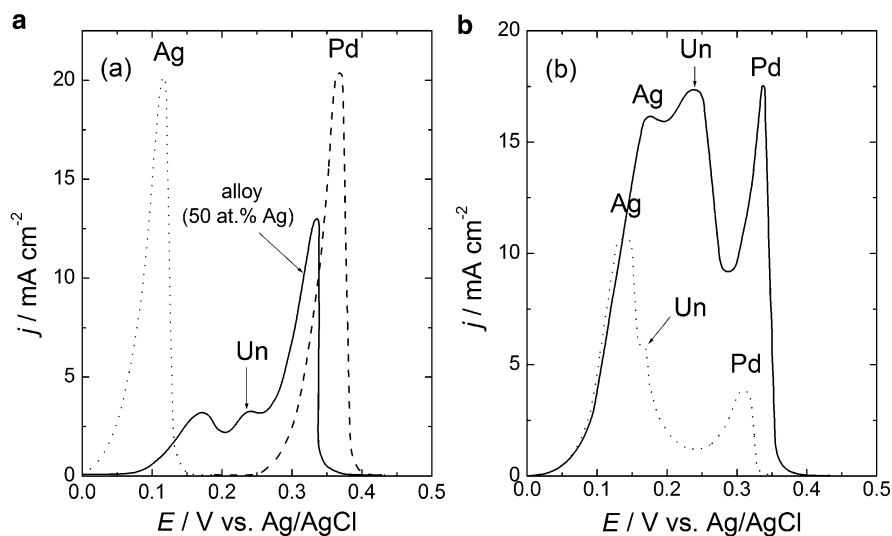 a
(a)
Ag
Pd
alloy
(50 at.% Ag)
Un
j / mA cm-2
20
15
10
5
0
0.0 0.1 0.2 0.3 0.4 0.5
E / V vs. Ag/AgCl
b
(b)
Ag
Un
Pd
Ag
Un
Pd
j / mA cm-2
20
15
10
5
0
0.0 0.1 0.2 0.3 0.4 0.5
E / V vs. Ag/AgCl